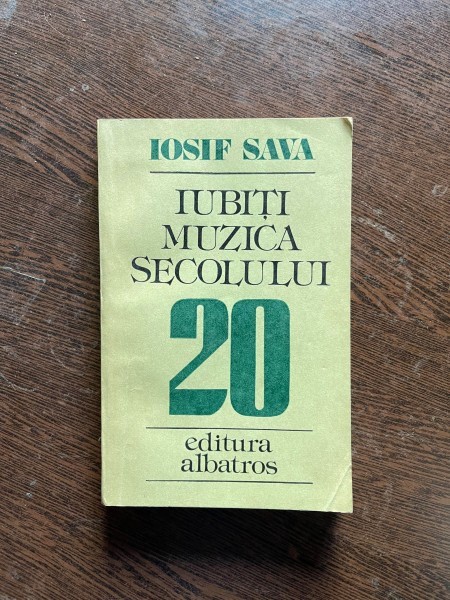 IOSIF SAVA
IUBIȚI
MUZICA
SECOLULUI
20
editura
albatros